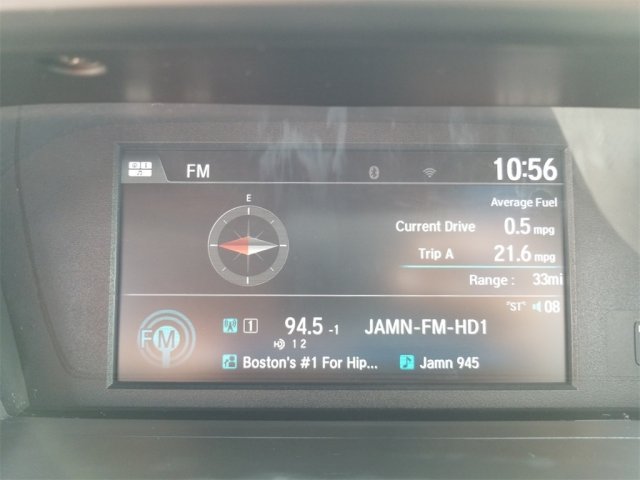 FM 10:56
E
Average Fuel
Current Drive 0.5 mpg
Trip A 21.6 mpg
Range : 33mi
"ST" 08
FM 1 94.5 -1 JAMN-FM-HD1
HD 1 2
Boston's #1 For Hip... Jamn 945